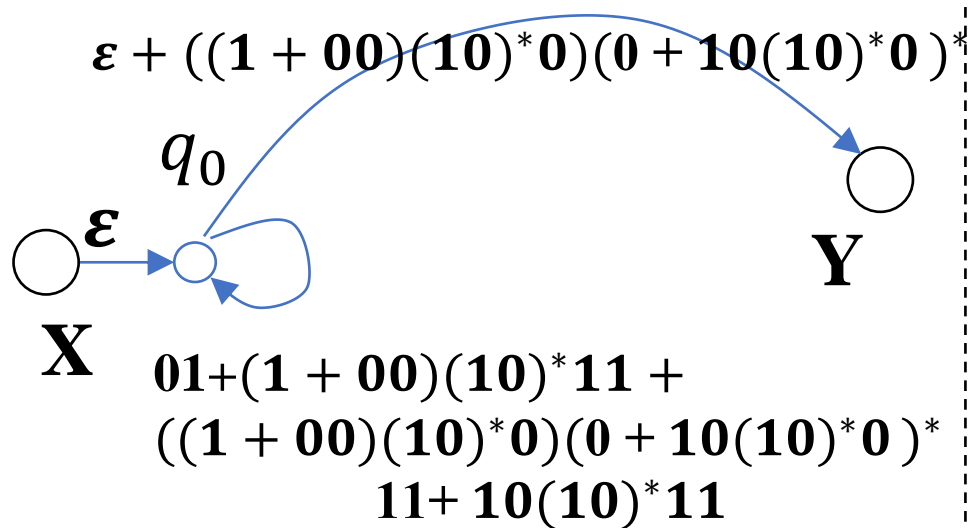 ε + ((1 + 00)(10)*0)(0 + 10(10)*0 )*
q₀
ε
X
Y
01+(1 + 00)(10)*11 +
((1 + 00)(10)*0)(0 + 10(10)*0 )*
11+ 10(10)*11